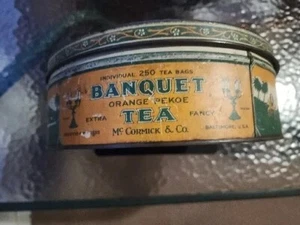 INDIVIDUAL 250 TEA BAGS
BANQUET
ORANGE PEKOE
EXTRA TEA FANCY
McCORMICK & Co.
BALTIMORE, U.S.A.